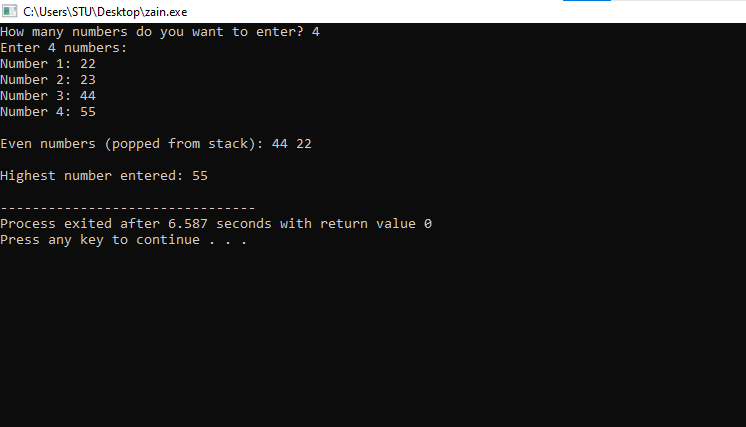 C:\Users\STU\Desktop\zain.exe
How many numbers do you want to enter? 4
Enter 4 numbers:
Number 1: 22
Number 2: 23
Number 3: 44
Number 4: 55
Even numbers (popped from stack): 44 22
Highest number entered: 55
--------------------------------
Process exited after 6.587 seconds with return value 0
Press any key to continue . . .